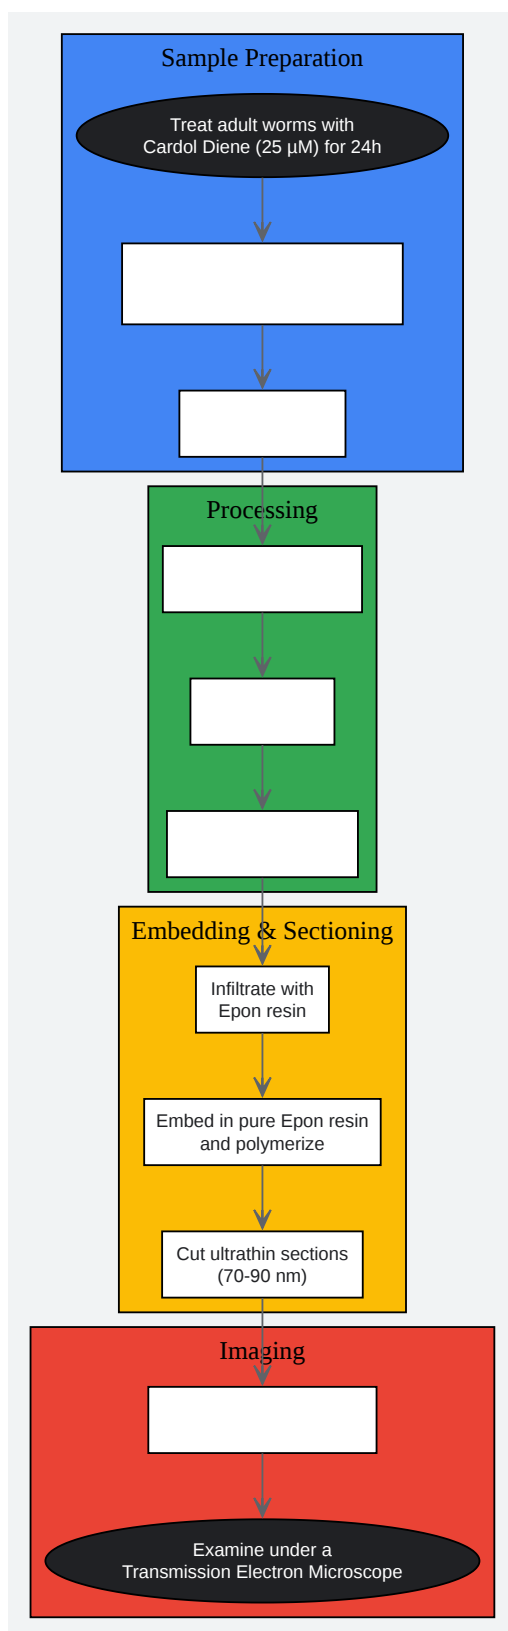 Sample Preparation
Treat adult worms with
Cardol Diene (25 µM) for 24h
Processing
Embedding & Sectioning
Infiltrate with
Epon resin
Embed in pure Epon resin
and polymerize
Cut ultrathin sections
(70-90 nm)
Imaging
Examine under a
Transmission Electron Microscope